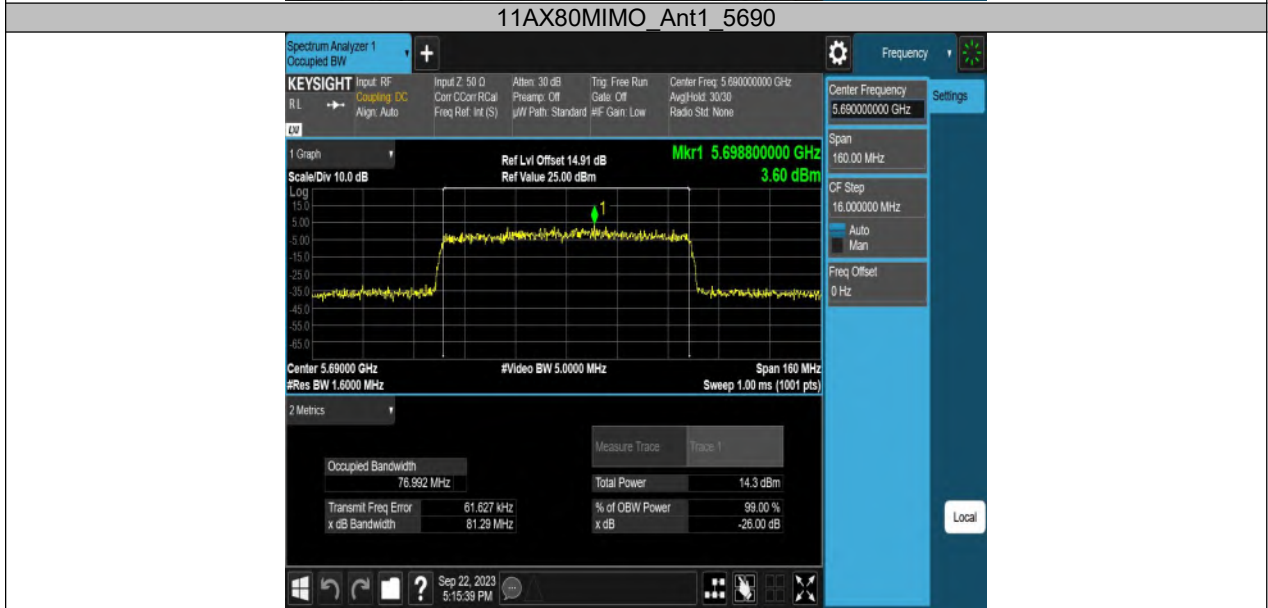 11AX80MIMO_Ant1_5690
Spectrum Analyzer 1
Occupied BW
+
Frequency
KEYSIGHT Input: RF Input Z: 50 Ω Atten: 30 dB Trig: Free Run Center Freq: 5.690000000 GHz
RL Coupling: DC Corr CCorr RCal Preamp: Off Gate: Off Avg|Hold: 30/30
Align: Auto Freq Ref: Int (S) µW Path: Standard #IF Gain: Low Radio Std: None
Center Frequency
5.690000000 GHz
Settings
Span
160.00 MHz
CF Step
16.000000 MHz
Auto
Man
Freq Offset
0 Hz
1 Graph
Ref Lvl Offset 14.91 dB
Mkr1 5.698800000 GHz
Scale/Div 10.0 dB
Ref Value 25.00 dBm
3.60 dBm
Log
15.0
5.00
-5.00
-15.0
-25.0
-35.0
-45.0
-55.0
-65.0
1
Center 5.69000 GHz #Video BW 5.0000 MHz Span 160 MHz
#Res BW 1.6000 MHz Sweep 1.00 ms (1001 pts)
2 Metrics
Measure Trace Trace 1
Occupied Bandwidth
76.992 MHz
Total Power 14.3 dBm
Transmit Freq Error 61.627 kHz % of OBW Power 99.00 %
x dB Bandwidth 81.29 MHz x dB -26.00 dB
Local
?
Sep 22, 2023
5:15:39 PM